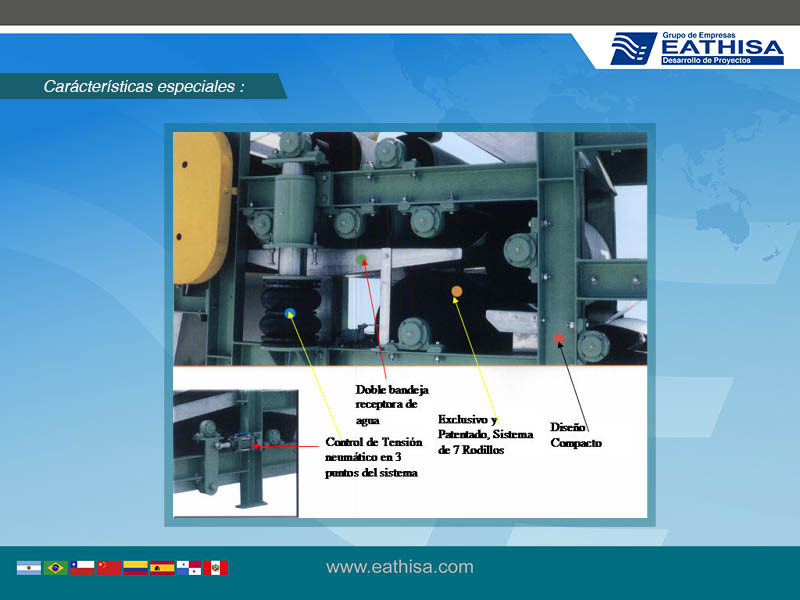 Grupo de Empresas
EATHISA
Desarrollo de Proyectos
Carácterísticas especiales :
Doble bandeja
receptora de
agua
Control de Tensión
neumático en 3
puntos del sistema
Exclusivo y
Patentado, Sistema
de 7 Rodillos
Diseño
Compacto
www.eathisa.com